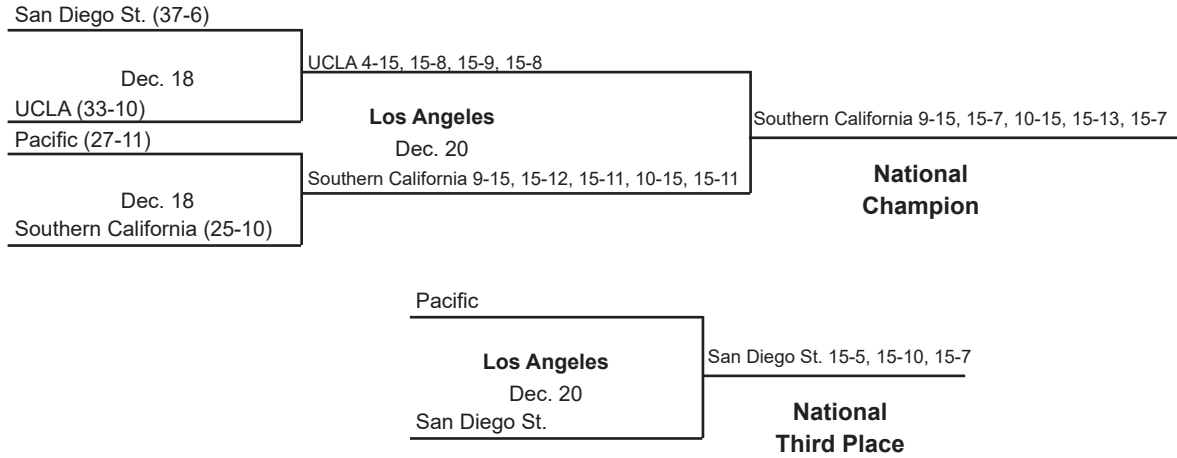 San Diego St. (37-6)
Dec. 18
UCLA (33-10)
UCLA 4-15, 15-8, 15-9, 15-8
Pacific (27-11)
Dec. 18
Southern California (25-10)
Southern California 9-15, 15-12, 15-11, 10-15, 15-11
Los Angeles
Dec. 20
Southern California 9-15, 15-7, 10-15, 15-13, 15-7
National
Champion
Pacific
Los Angeles
Dec. 20
San Diego St.
San Diego St. 15-5, 15-10, 15-7
National
Third Place